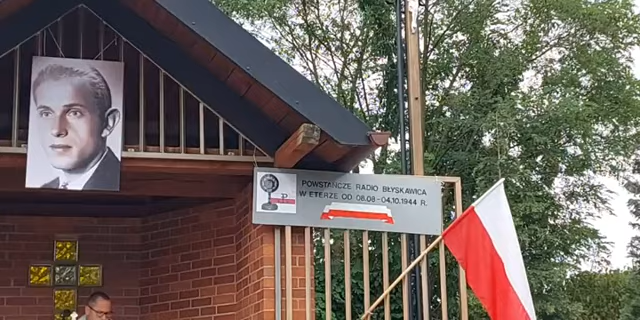 POWSTAŃCZE RADIO BŁYSKAWICA
W ETERZE OD 08.08-04.10.1944 R.